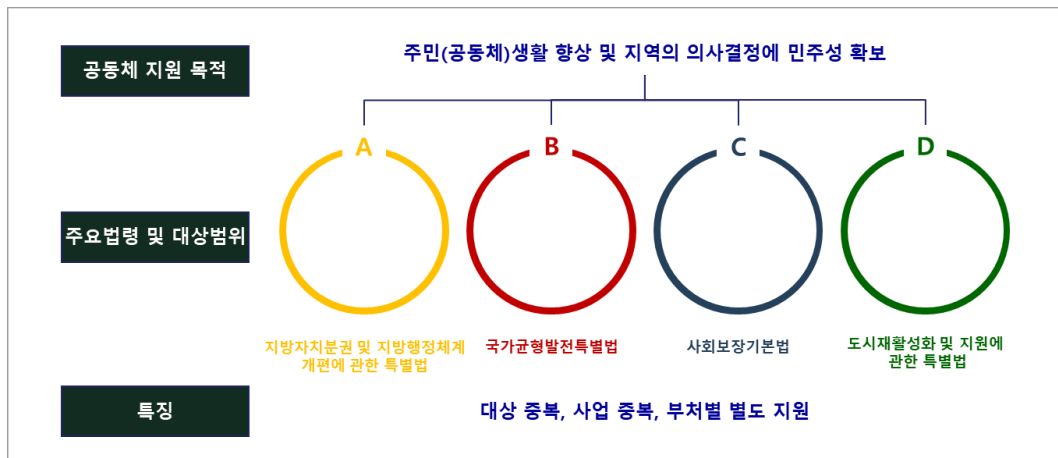 공동체 지원 목적
주민(공동체)생활 향상 및 지역의 의사결정에 민주성 확보
A
B
C
D
주요법령 및 대상범위
지방자치분권 및 지방행정체계
개편에 관한 특별법
국가균형발전특별법
사회보장기본법
도시재활성화 및 지원에
관한 특별법
특징
대상 중복, 사업 중복, 부처별 별도 지원